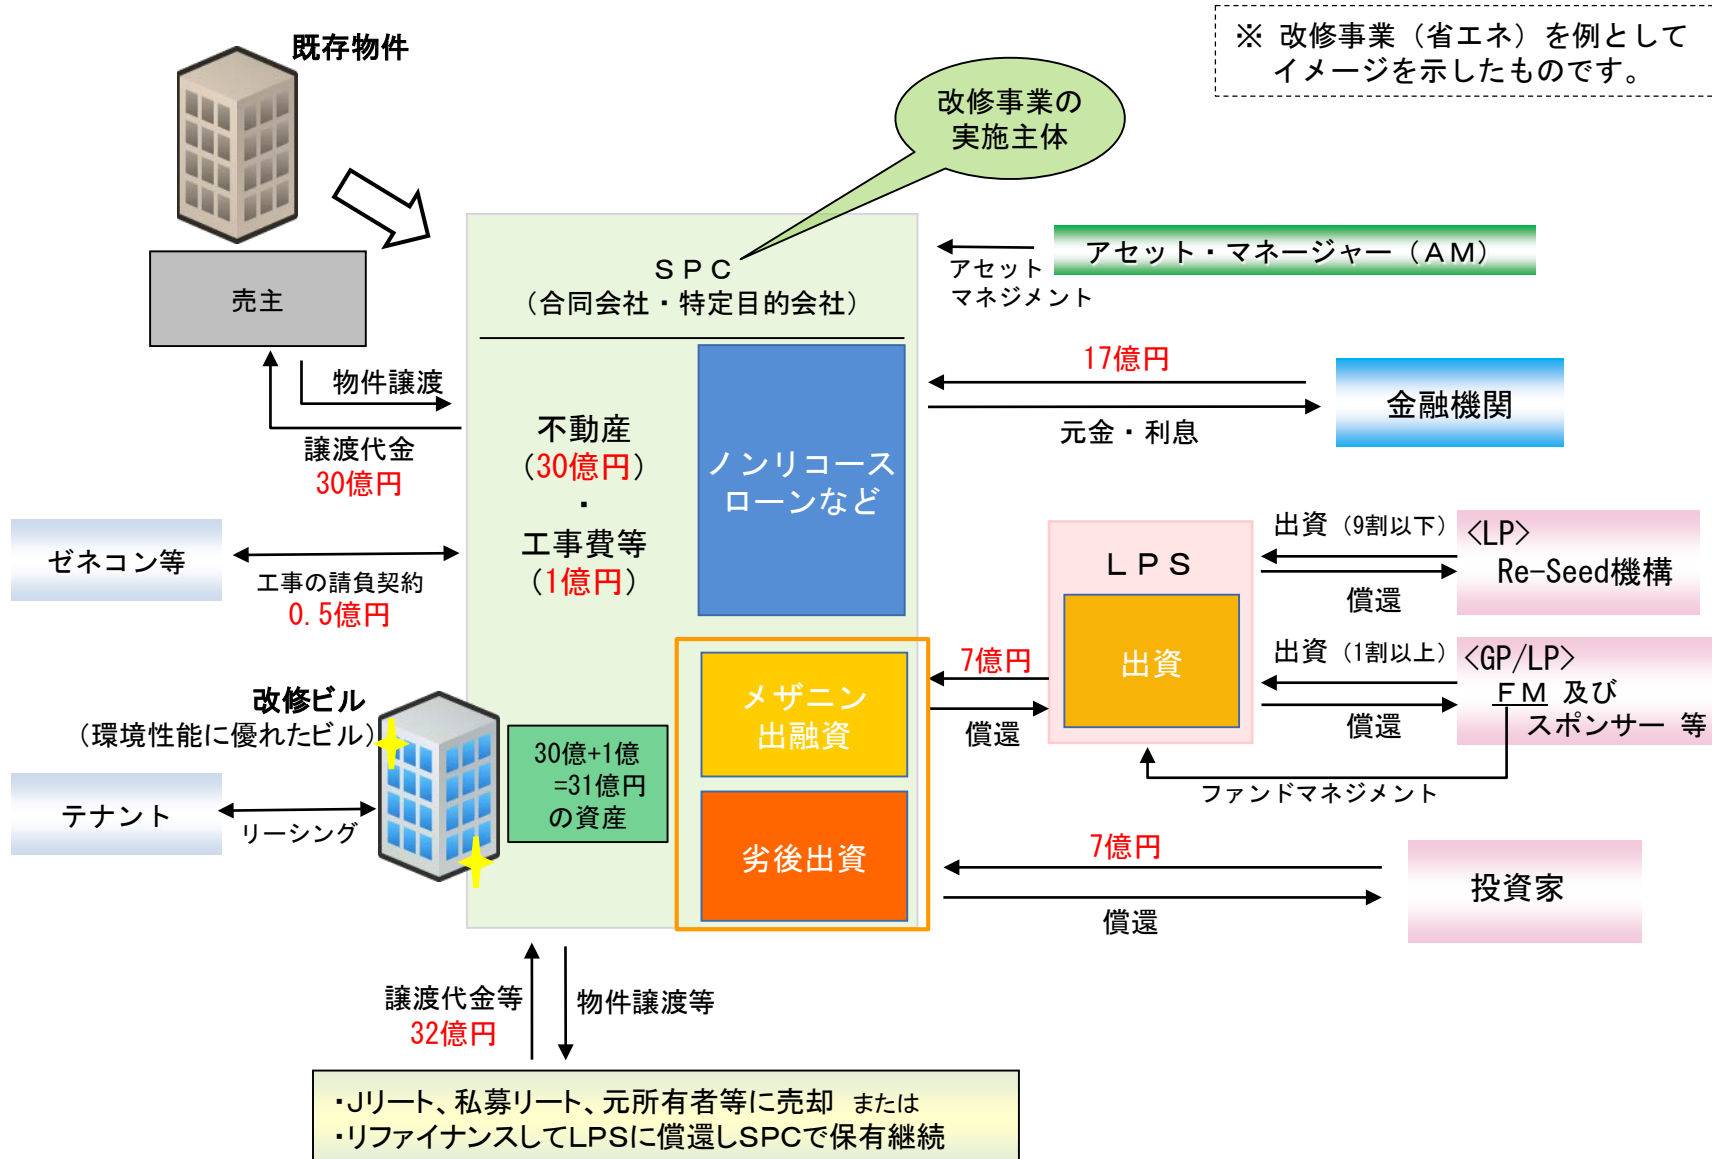 ※ 改修事業（省エネ）を例として
イメージを示したものです。
既存物件
改修事業の
実施主体
売主
ＳＰＣ
（合同会社・特定目的会社）
アセット・マネージャー（ＡＭ）
アセット
マネジメント
物件譲渡
譲渡代金
30億円
不動産
（30億円）
・
工事費等
（1億円）
ノンリコース
ローンなど
17億円
元金・利息
金融機関
ゼネコン等
工事の請負契約
0.5億円
ＬＰＳ
出資
出資（9割以下）
償還
<LP>
Re-Seed機構
出資（1割以上）
償還
<GP/LP>
ＦＭ 及び
スポンサー 等
ファンドマネジメント
7億円
償還
メザニン
出融資
劣後出資
改修ビル
（環境性能に優れたビル）
30億+1億
=31億円
の資産
テナント
リーシング
7億円
償還
投資家
譲渡代金等
32億円
物件譲渡等
・Jリート、私募リート、元所有者等に売却 または
・リファイナンスしてLPSに償還しSPCで保有継続